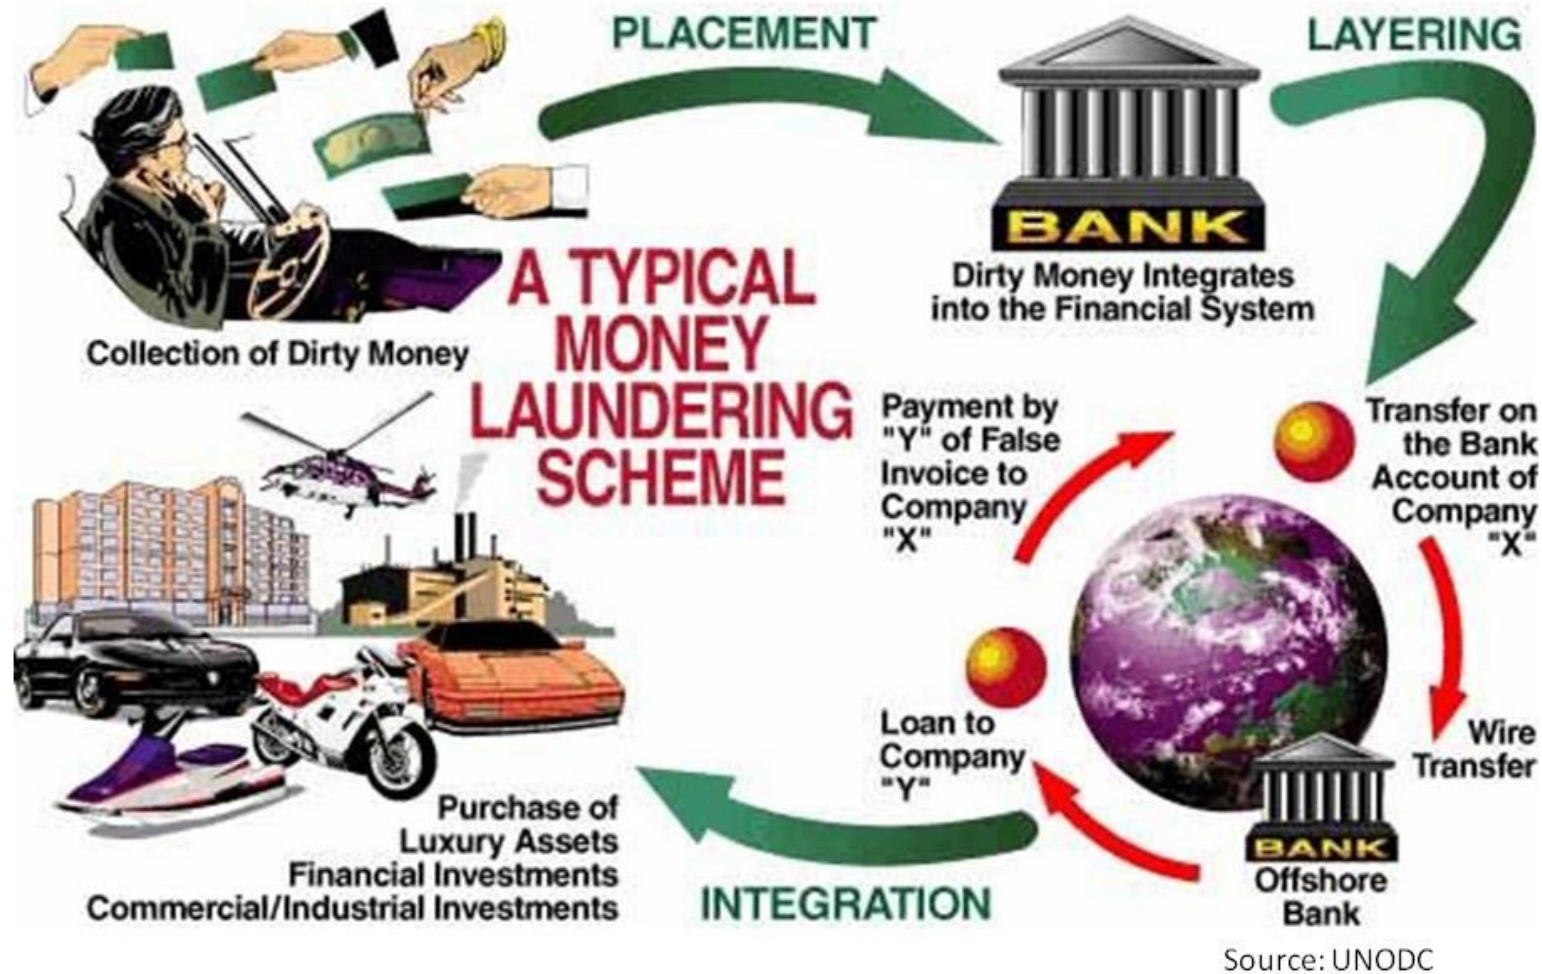 PLACEMENT
LAYERING
BANK
Dirty Money Integrates
into the Financial System
Collection of Dirty Money
A TYPICAL
MONEY
LAUNDERING
SCHEME
Payment by
"Y" of False
Invoice to
Company
"X"
Transfer on
the Bank
Account of
Company
"X"
Wire
Transfer
BANK
Offshore
Bank
Loan to
Company
"Y"
INTEGRATION
Purchase of
Luxury Assets
Financial Investments
Commercial/Industrial Investments
Source: UNODC